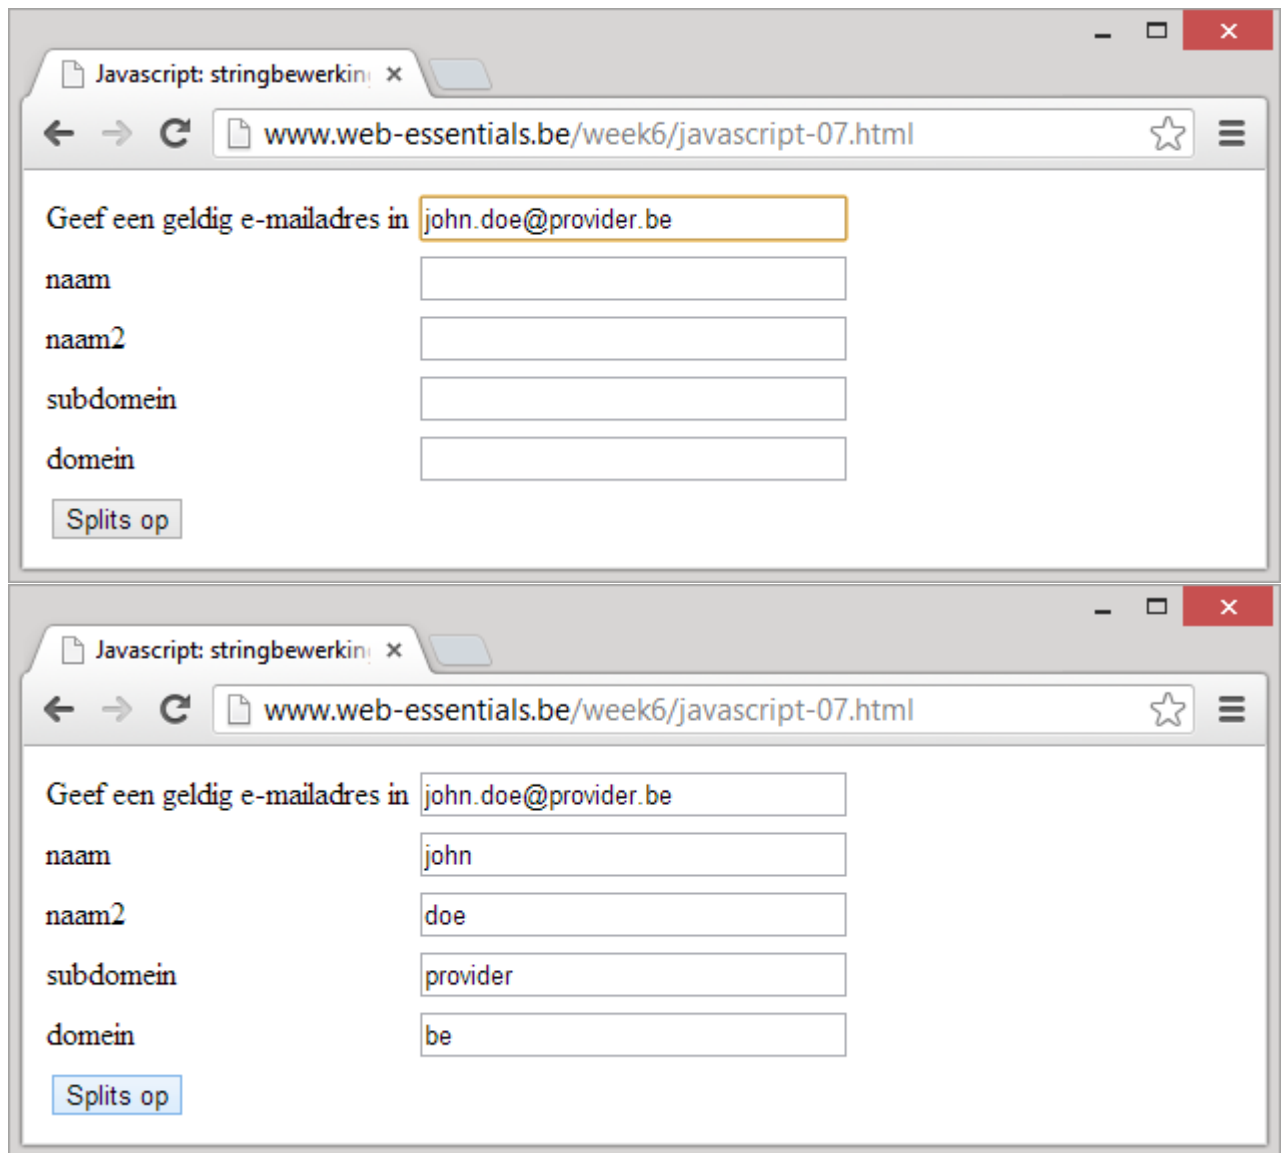 Javascript: stringbewerkin
www.web-essentials.be/week6/javascript-07.html
Geef een geldig e-mailadres in john.doe@provider.be
naam
naam2
subdomein
domein
Splits op
Javascript: stringbewerkin
www.web-essentials.be/week6/javascript-07.html
Geef een geldig e-mailadres in john.doe@provider.be
naam john
naam2 doe
subdomein provider
domein be
Splits op